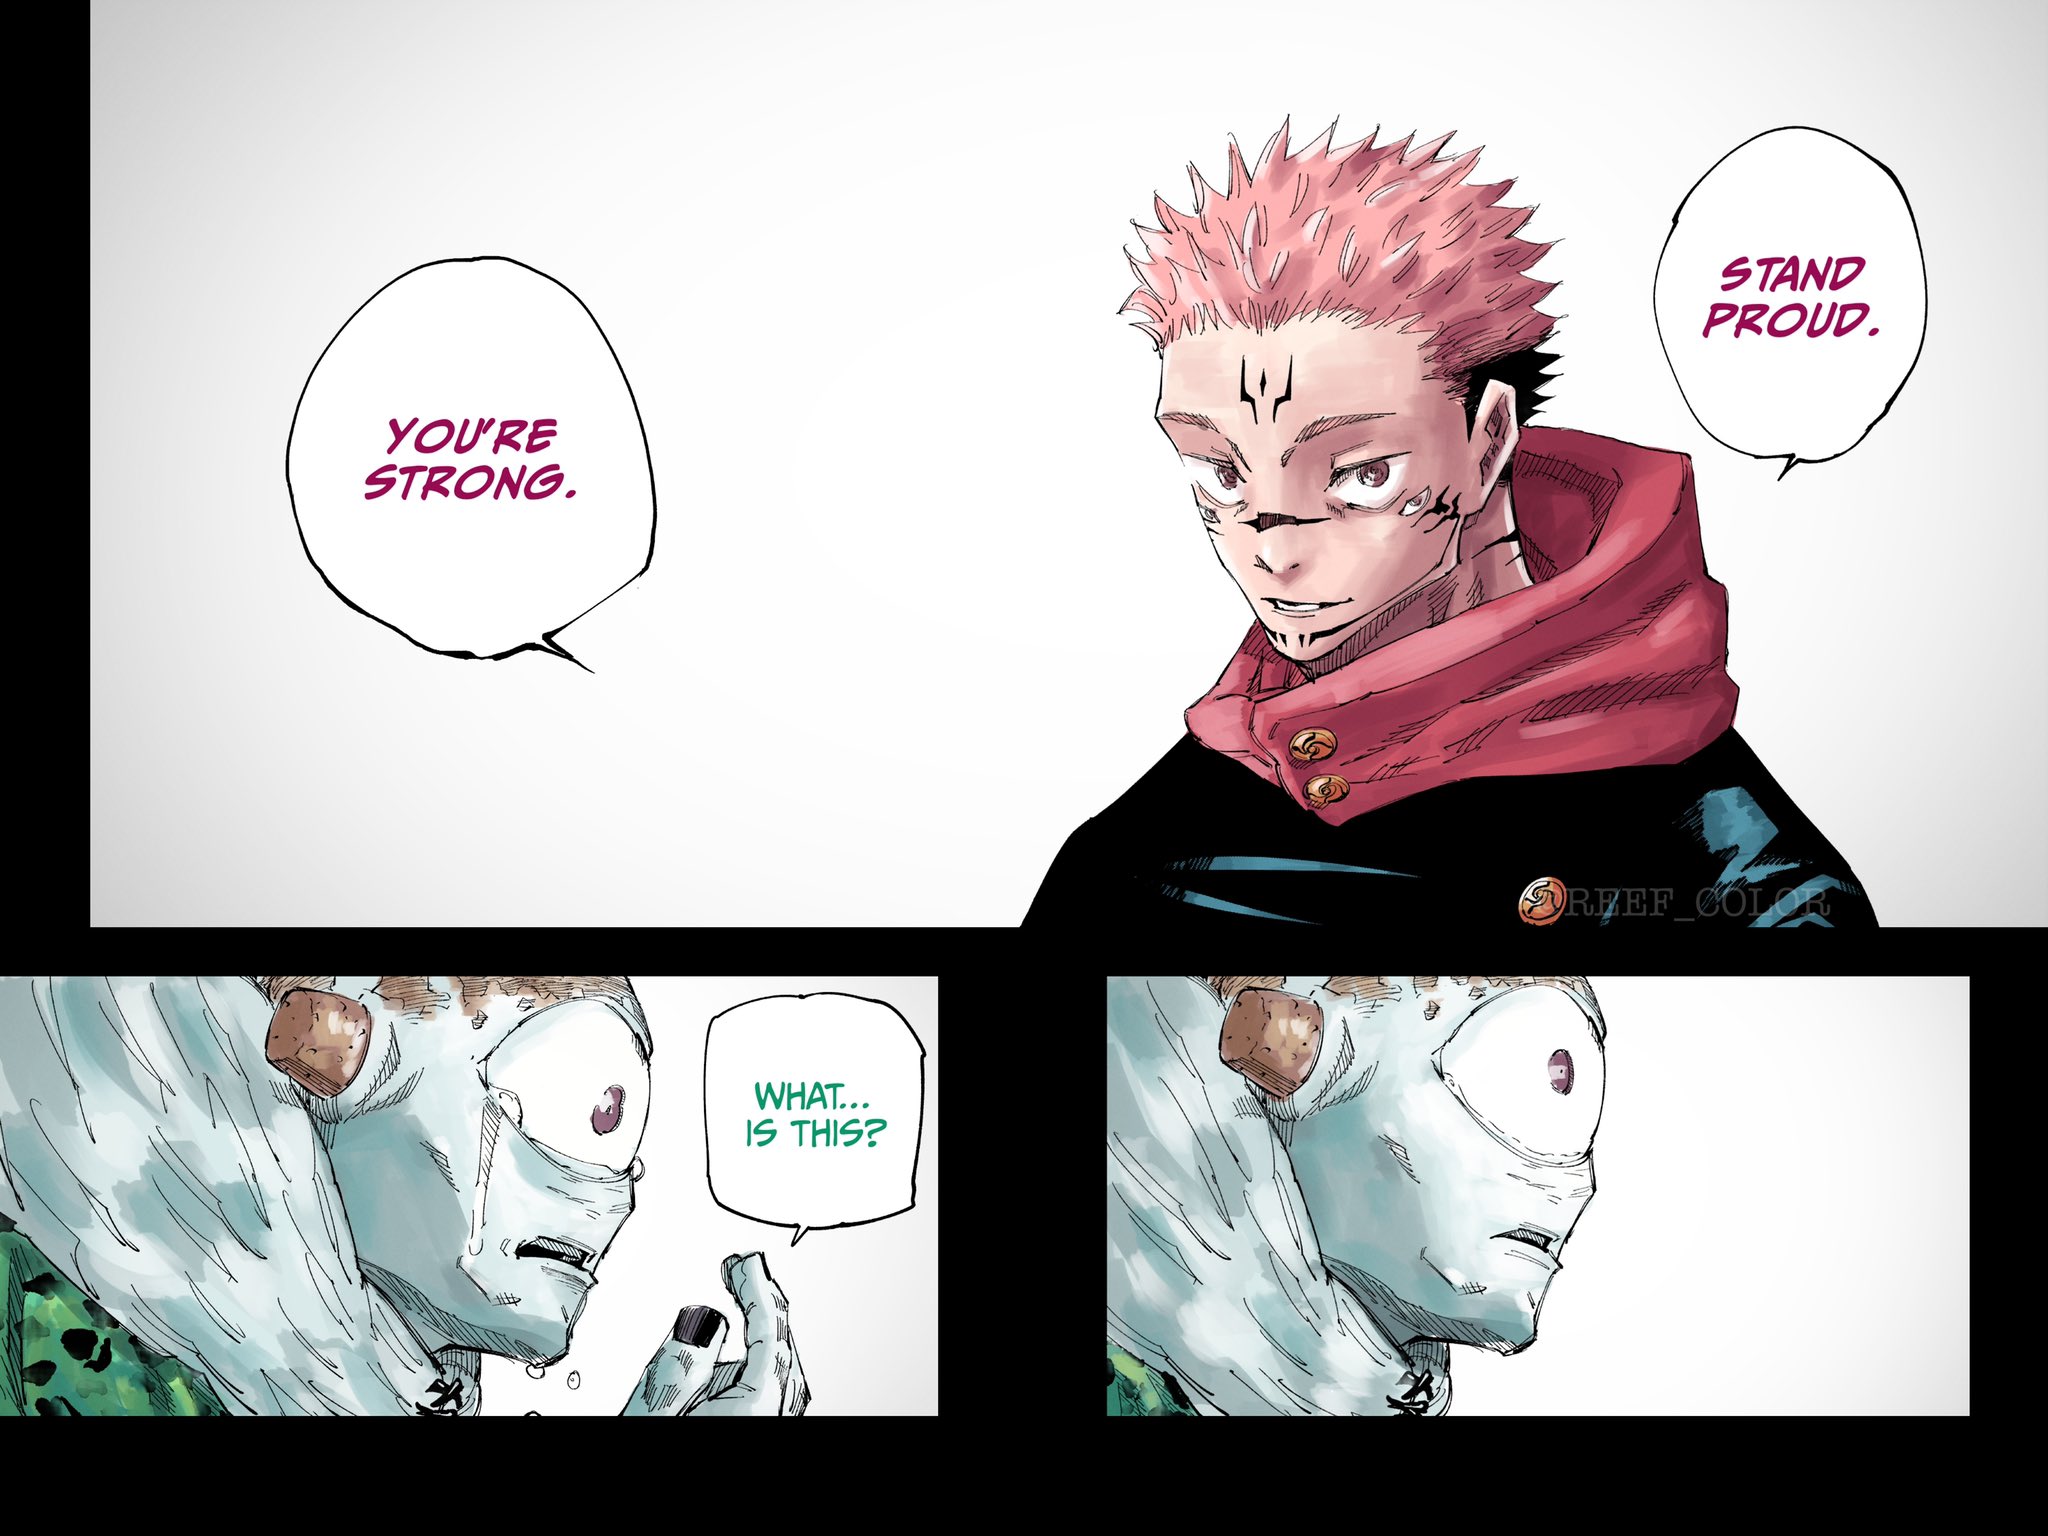 STAND
PROUD.
YOU'RE
STRONG.
@REEF_COLOR
WHAT...
IS THIS?